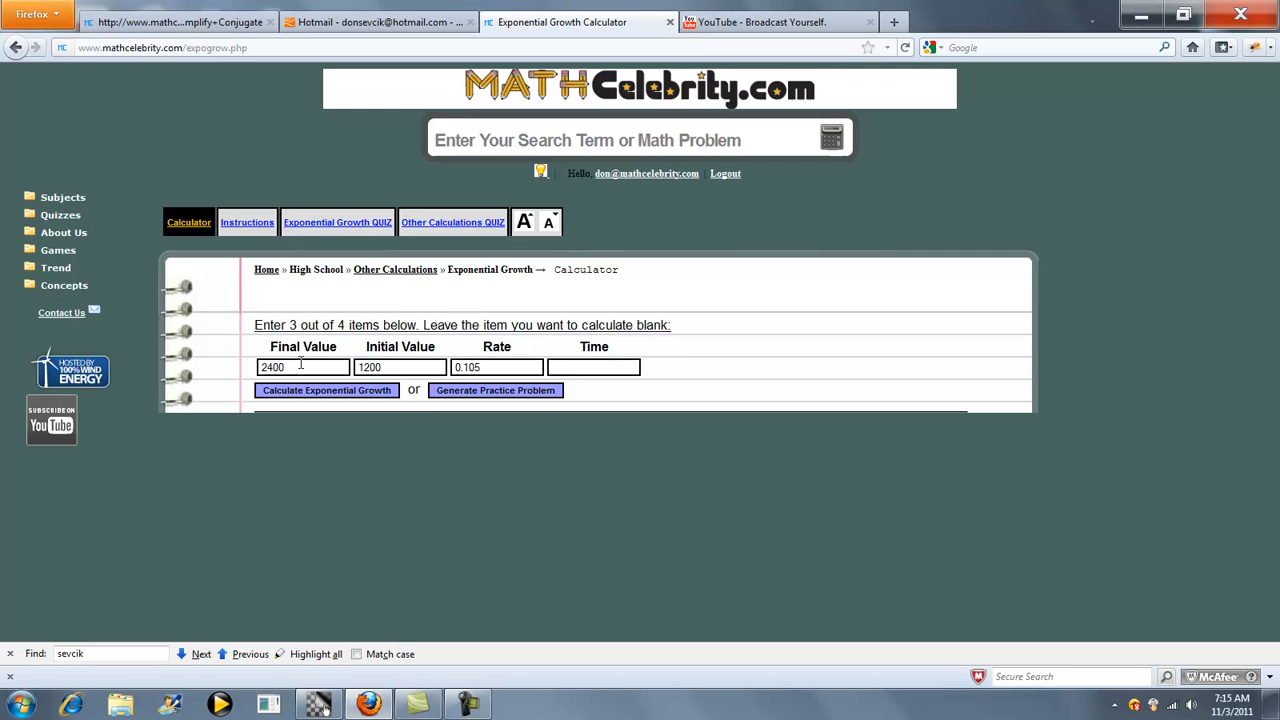 Firefox
http://www.mathc...mplify+Conjugate
Hotmail - donsevcik@hotmail.com - ...
Exponential Growth Calculator
YouTube - Broadcast Yourself.
www.mathcelebrity.com/expogrow.php
Google
MATHCelebrity.com
Enter Your Search Term or Math Problem
Hello, don@mathcelebrity.com | Logout
Subjects
Quizzes
About Us
Games
Trend
Concepts
Contact Us
HOSTED BY
100% WIND
ENERGY
SUBSCRIBE ON
YouTube
Calculator
Instructions
Exponential Growth QUIZ
Other Calculations QUIZ
A A
Home » High School » Other Calculations » Exponential Growth → Calculator
Enter 3 out of 4 items below. Leave the item you want to calculate blank:
Final Value Initial Value Rate Time
2400 1200 0.105
Calculate Exponential Growth or Generate Practice Problem
Find: sevcik Next Previous Highlight all Match case
Secure Search McAfee
7:15 AM
11/3/2011